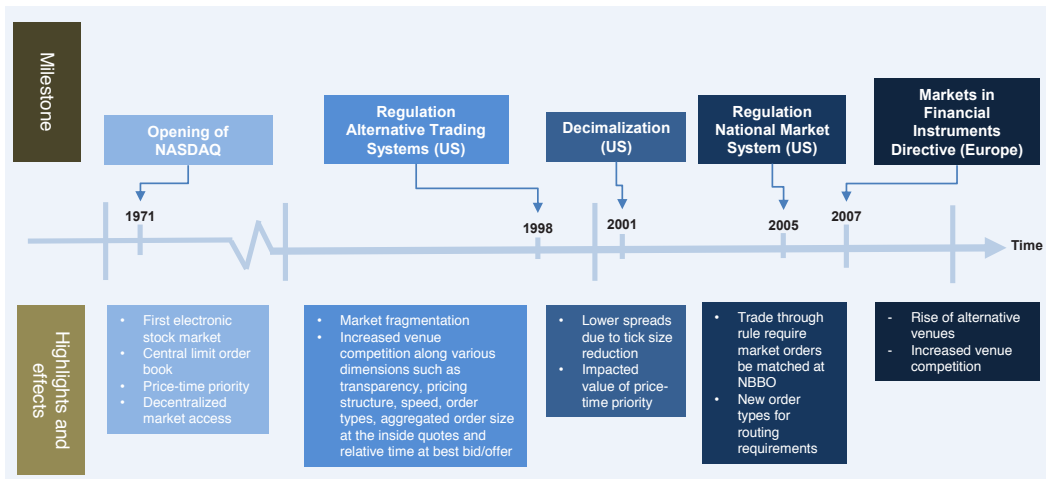 Milestone
Opening of
NASDAQ
Regulation
Alternative Trading
Systems (US)
Decimalization
(US)
Regulation
National Market
System (US)
Markets in
Financial
Instruments
Directive (Europe)
1971
1998
2001
2005
2007
Time
Highlights and
effects
• First electronic
stock market
• Central limit order
book
• Price-time priority
• Decentralized
market access
• Market fragmentation
• Increased venue
competition along various
dimensions such as
transparency, pricing
structure, speed, order
types, aggregated order size
at the inside quotes and
relative time at best bid/offer
• Lower spreads
due to tick size
reduction
• Impacted
value of price-
time priority
• Trade through
rule require
market orders
be matched at
NBBO
• New order
types for
routing
requirements
- Rise of alternative
venues
- Increased venue
competition